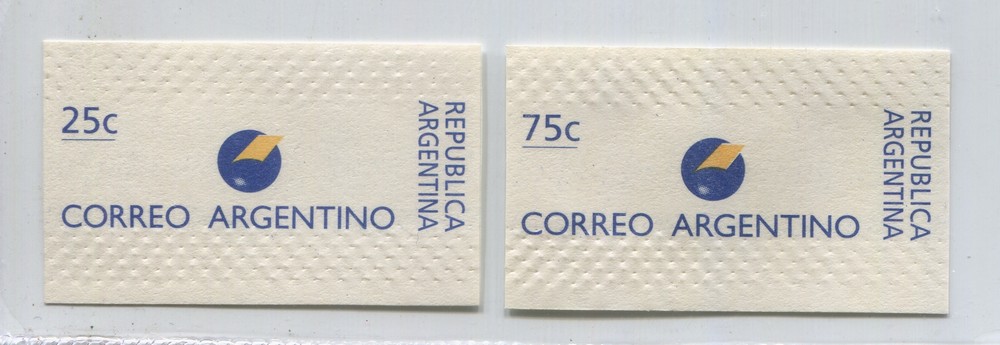 25c
CORREO ARGENTINO
REPUBLICA
ARGENTINA
75c
CORREO ARGENTINO
REPUBLICA
ARGENTINA